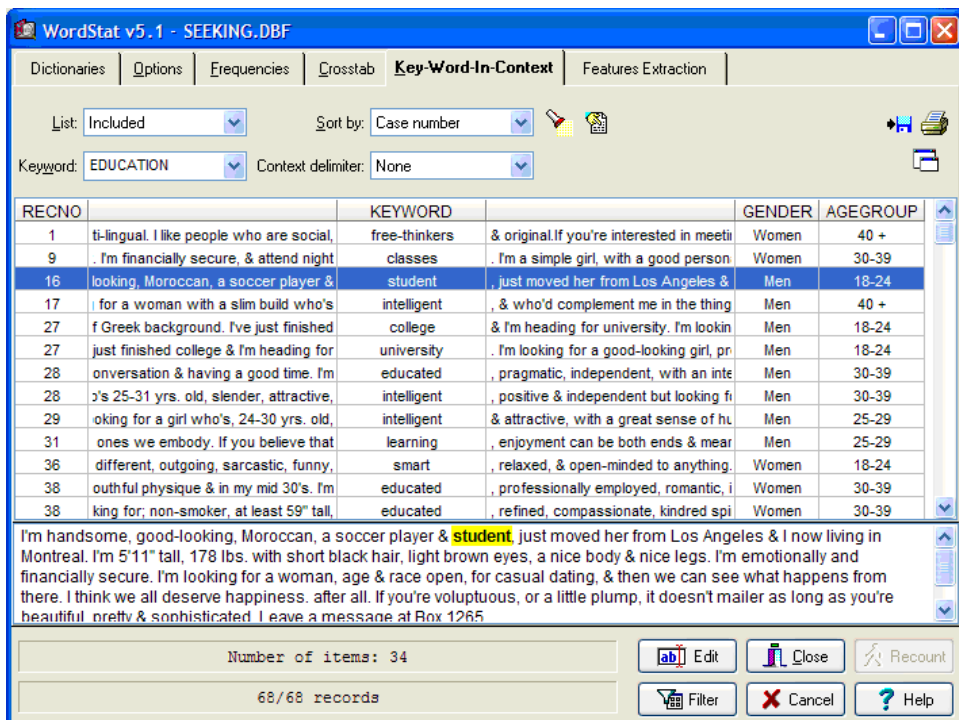 WordStat v5.1 - SEEKING.DBF
Dictionaries Options Frequencies Crosstab Key-Word-In-Context Features Extraction
List: Included Sort by: Case number
Keyword: EDUCATION Context delimiter: None
RECNO KEYWORD GENDER AGEGROUP
1 ti-lingual. I like people who are social, free-thinkers & original.If you're interested in meetin Women 40 +
9 . I'm financially secure, & attend night classes . I'm a simple girl, with a good person Women 30-39
16 looking, Moroccan, a soccer player & student , just moved her from Los Angeles & Men 18-24
17 for a woman with a slim build who's intelligent , & who'd complement me in the thing Men 40 +
27 f Greek background. I've just finished college & I'm heading for university. I'm lookin Men 18-24
27 just finished college & I'm heading for university . I'm looking for a good-looking girl, pr Men 18-24
28 onversation & having a good time. I'm educated , pragmatic, independent, with an inte Men 30-39
28 o's 25-31 yrs. old, slender, attractive, intelligent , positive & independent but looking f Men 30-39
29 oking for a girl who's, 24-30 yrs. old, intelligent & attractive, with a great sense of hu Men 25-29
31 ones we embody. If you believe that learning , enjoyment can be both ends & mear Men 25-29
36 different, outgoing, sarcastic, funny, smart , relaxed, & open-minded to anything. Women 18-24
38 outhful physique & in my mid 30's. I'm educated , professionally employed, romantic, i Women 30-39
38 king for; non-smoker, at least 59" tall, educated , refined, compassionate, kindred spi Women 30-39
I'm handsome, good-looking, Moroccan, a soccer player & student, just moved her from Los Angeles & I now living in
Montreal. I'm 5'11" tall, 178 lbs. with short black hair, light brown eyes, a nice body & nice legs. I'm emotionally and
financially secure. I'm looking for a woman, age & race open, for casual dating, & then we can see what happens from
there. I think we all deserve happiness. after all. If you're voluptuous, or a little plump, it doesn't mailer as long as you're
beautiful, pretty & sophisticated. Leave a message at Box 1265
Number of items: 34 Edit Close Recount
68/68 records Filter Cancel Help